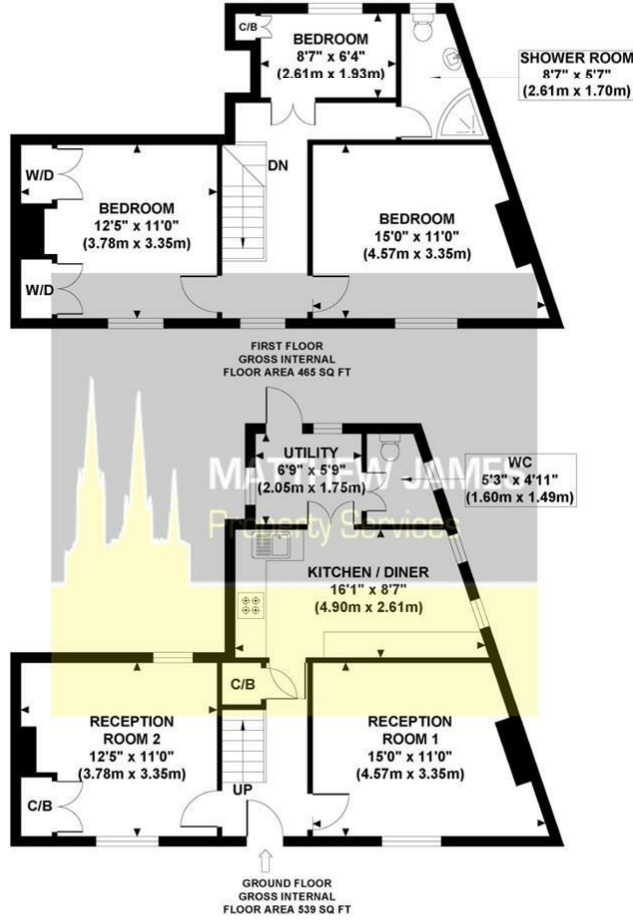 C/B
BEDROOM
8'7" x 6'4"
(2.61m x 1.93m)
SHOWER ROOM
8'7" x 5'7"
(2.61m x 1.70m)
W/D
BEDROOM
12'5" x 11'0"
(3.78m x 3.35m)
W/D
DN
BEDROOM
15'0" x 11'0"
(4.57m x 3.35m)
FIRST FLOOR
GROSS INTERNAL
FLOOR AREA 465 SQ FT
UTILITY
6'9" x 5'9"
(2.05m x 1.75m)
WC
5'3" x 4'11"
(1.60m x 1.49m)
MATTHEW JAMES
Property Services
KITCHEN / DINER
16'1" x 8'7"
(4.90m x 2.61m)
C/B
RECEPTION
ROOM 2
12'5" x 11'0"
(3.78m x 3.35m)
C/B
UP
RECEPTION
ROOM 1
15'0" x 11'0"
(4.57m x 3.35m)
GROUND FLOOR
GROSS INTERNAL
FLOOR AREA 539 SQ FT